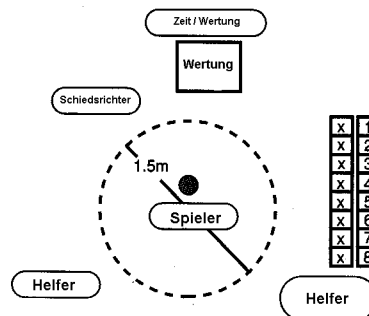 Zeit / Wertung
Wertung
Schiedsrichter
1.5m
Spieler
x 1
x 2
x 3
x 4
x 5
x 6
x 7
x 8
Helfer
Helfer